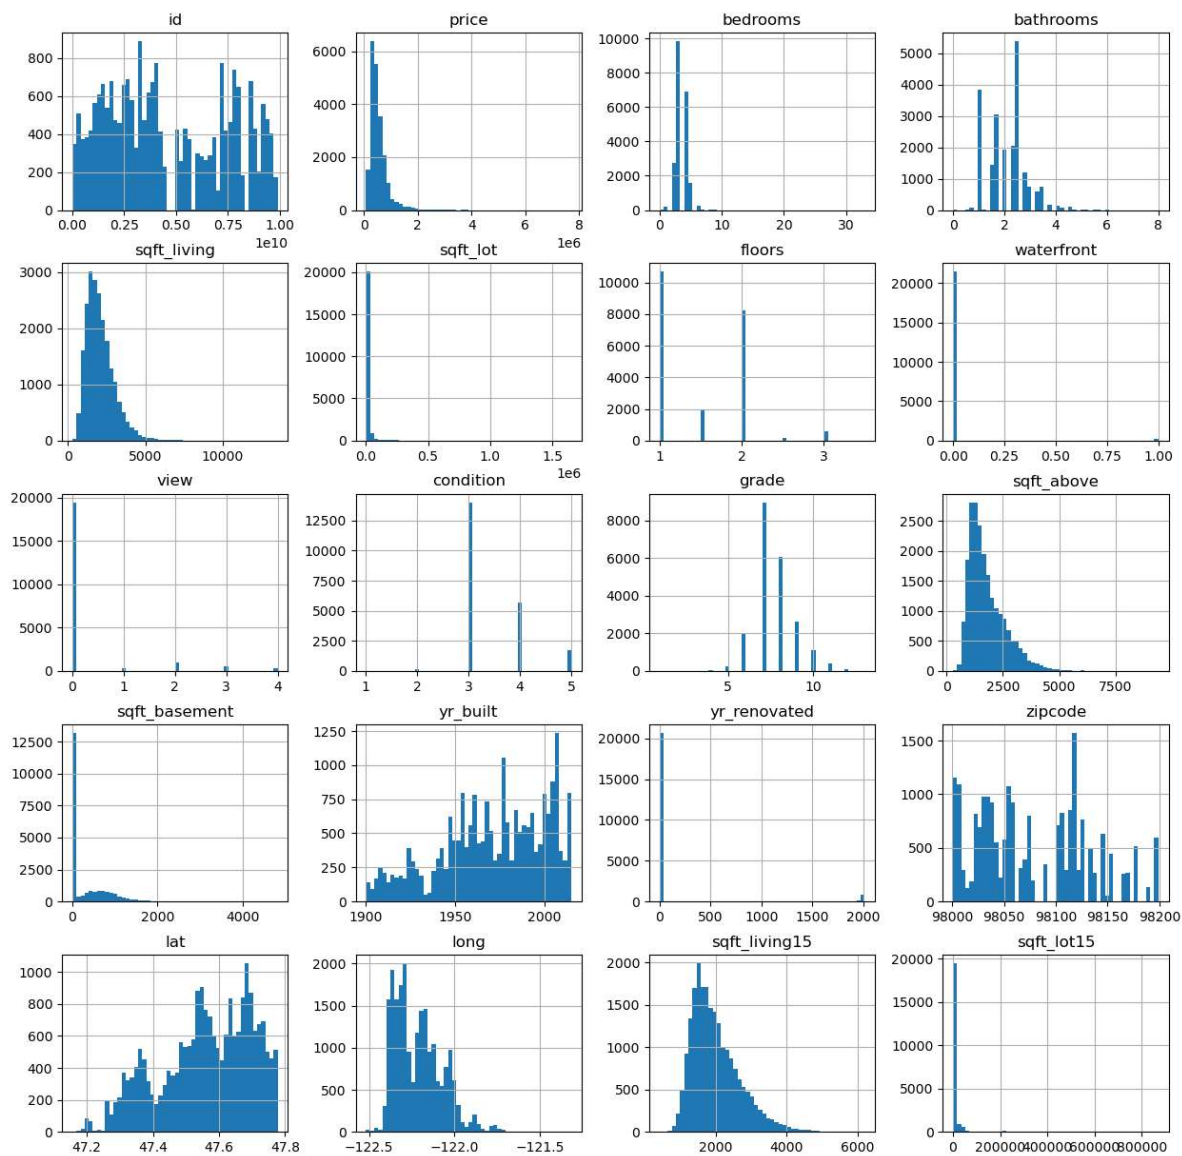 id
price
bedrooms
bathrooms
800
600
400
200
0
0.00 0.25 0.50 0.75 1.00
1e10
6000
4000
2000
0
0 2 4 6 8
1e6
10000
8000
6000
4000
2000
0
0 10 20 30
5000
4000
3000
2000
1000
0
0 2 4 6 8
sqft_living
sqft_lot
floors
waterfront
3000
2000
1000
0
0 5000 10000
20000
15000
10000
5000
0
0.0 0.5 1.0 1.5
1e6
10000
8000
6000
4000
2000
0
1 2 3
20000
15000
10000
5000
0
0.00 0.25 0.50 0.75 1.00
view
condition
grade
sqft_above
20000
15000
10000
5000
0
0 1 2 3 4
12500
10000
7500
5000
2500
0
1 2 3 4 5
8000
6000
4000
2000
0
5 10
2500
2000
1500
1000
500
0
0 2500 5000 7500
sqft_basement
yr_built
yr_renovated
zipcode
12500
10000
7500
5000
2500
0
0 2000 4000
1250
1000
750
500
250
0
1900 1950 2000
20000
15000
10000
5000
0
0 500 1000 1500 2000
1500
1000
500
0
98000 98050 98100 98150 98200
lat
long
sqft_living15
sqft_lot15
1000
800
600
400
200
0
47.2 47.4 47.6 47.8
2000
1500
1000
500
0
−122.5 −122.0 −121.5
2000
1500
1000
500
0
2000 4000 6000
20000
15000
10000
5000
0
0 200000 400000 600000 800000